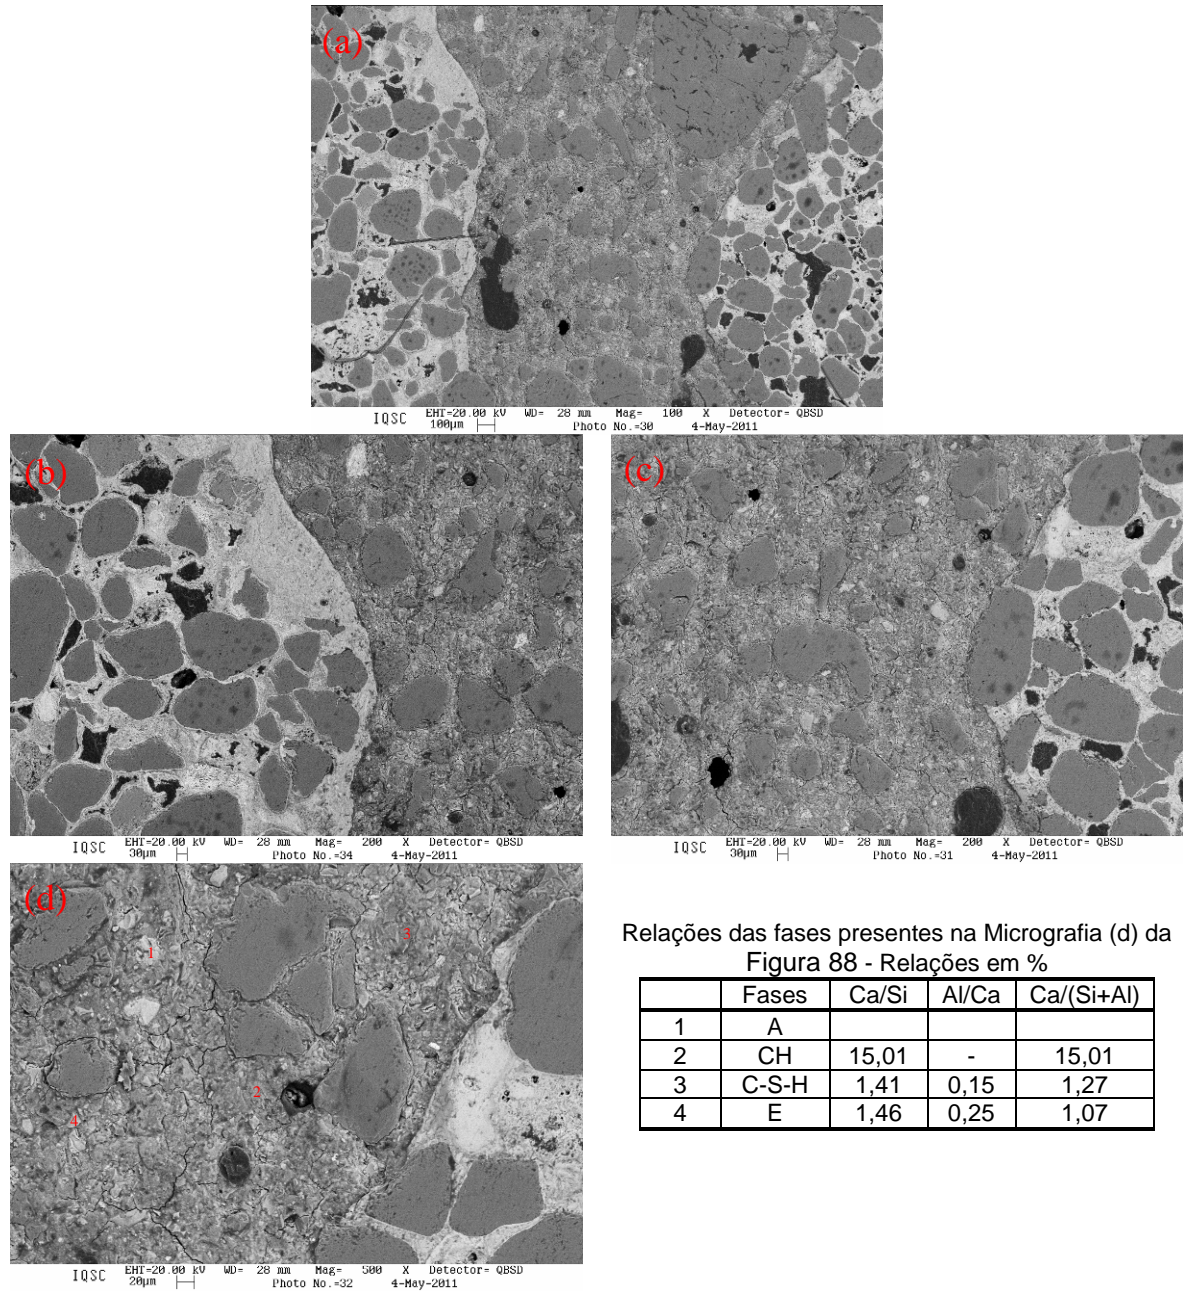 (a)
IQSC EHT=20.00 kV WD= 28 mm Mag= 100 X Detector= QBSD
100µm Photo No.=30 4-May-2011
(b)
(c)
IQSC EHT=20.00 kV WD= 28 mm Mag= 200 X Detector= QBSD
30µm Photo No.=34 4-May-2011
IQSC EHT=20.00 kV WD= 28 mm Mag= 200 X Detector= QBSD
30µm Photo No.=31 4-May-2011
(d)
3
1
2
4
IQSC EHT=20.00 kV WD= 28 mm Mag= 500 X Detector= QBSD
20µm Photo No.=32 4-May-2011
Relações das fases presentes na Micrografia (d) da
Figura 88 - Relações em %
Fases Ca/Si Al/Ca Ca/(Si+Al)
1 A
2 CH 15,01 - 15,01
3 C-S-H 1,41 0,15 1,27
4 E 1,46 0,25 1,07